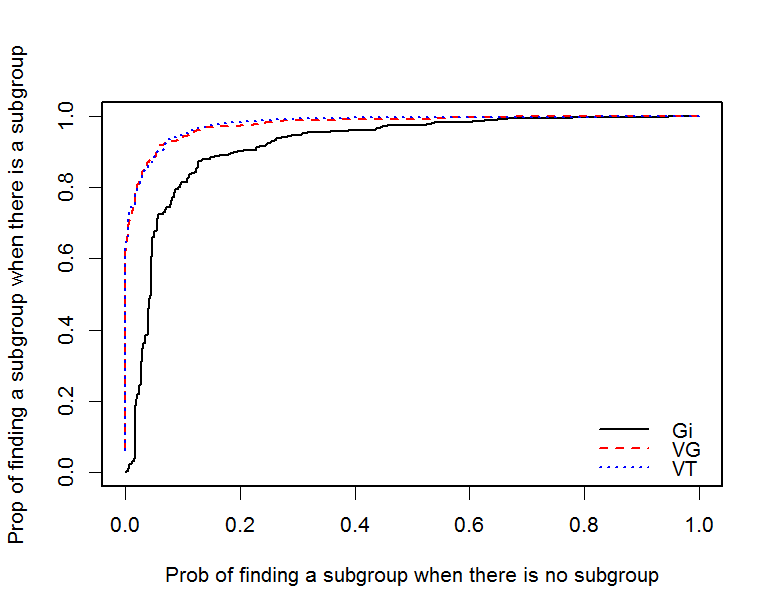 Prop of finding a subgroup when there is a subgroup
1.0
0.8
0.6
0.4
0.2
0.0
Gi
VG
VT
0.0 0.2 0.4 0.6 0.8 1.0
Prob of finding a subgroup when there is no subgroup